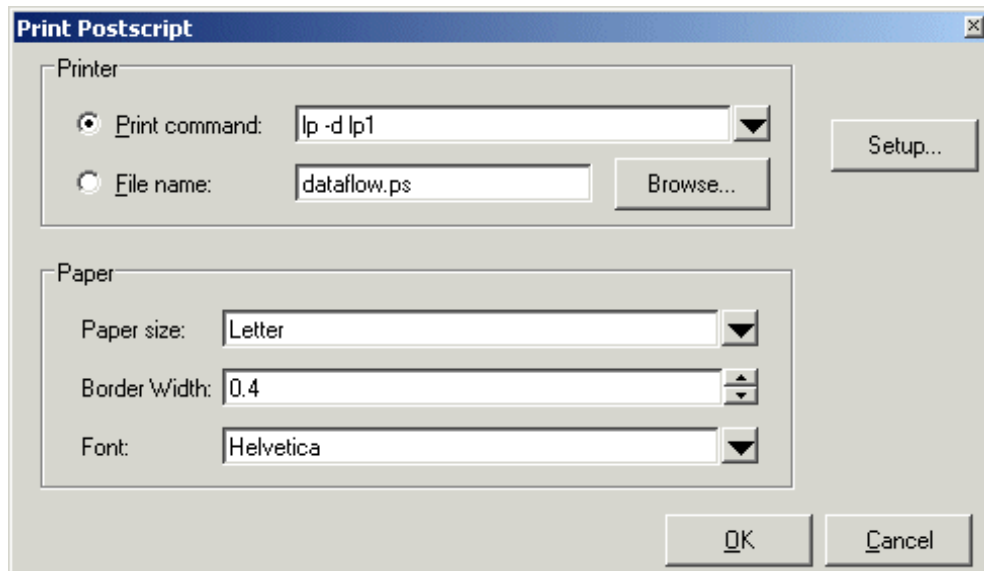 Print Postscript
Printer
Print command: lp -d lp1
Setup...
File name: dataflow.ps Browse...
Paper
Paper size: Letter
Border Width: 0.4
Font: Helvetica
OK Cancel